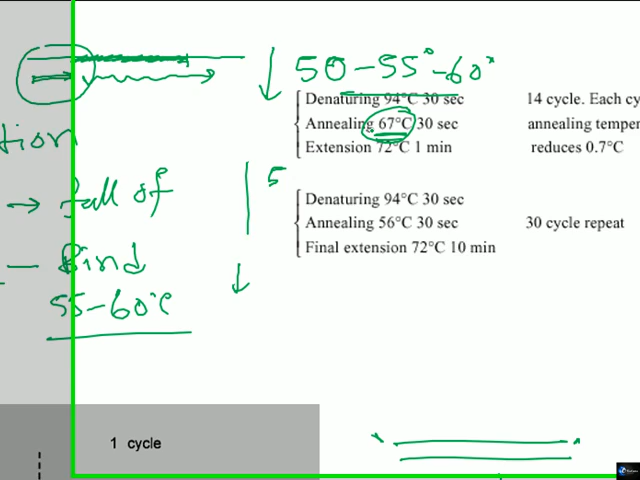 50 – 55° – 60°
Denaturing 94°C 30 sec 14 cycle. Each cy
Annealing 67°C 30 sec annealing temper
Extension 72°C 1 min reduces 0.7°C
tion
→ fall of 5
Denaturing 94°C 30 sec
Annealing 56°C 30 sec 30 cycle repeat
Final extension 72°C 10 min
– Bind
55–60°C
1 cycle